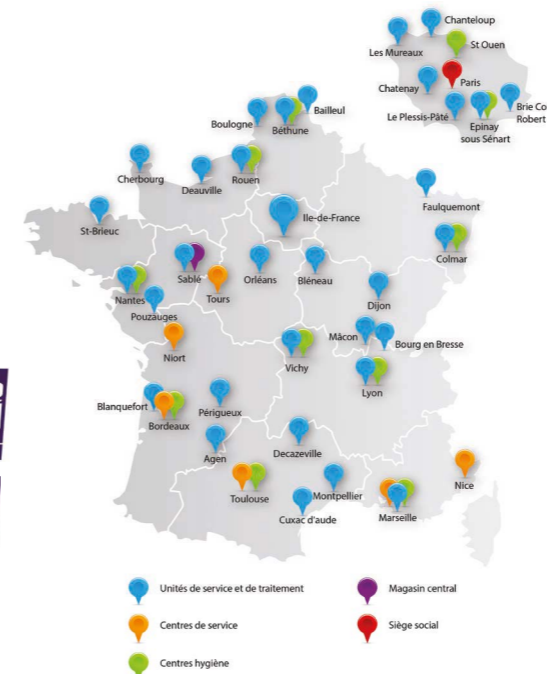 Chanteloup
Les Mureaux
St Ouen
Chatenay
Paris
Le Plessis-Pâté
Epinay
sous Sénart
Brie Co
Robert
Bailleul
Boulogne
Béthune
Cherbourg
Deauville
Rouen
Ile-de-France
Faulquemont
St-Brieuc
Colmar
Sablé
Orléans
Bléneau
Nantes
Tours
Dijon
Pouzauges
Mâcon
Bourg en Bresse
Niort
Vichy
Lyon
Blanquefort
Périgueux
Bordeaux
Agen
Decazeville
Nice
Toulouse
Montpellier
Marseille
Cuxac d'aude
Unités de service et de traitement
Magasin central
Centres de service
Siège social
Centres hygiène